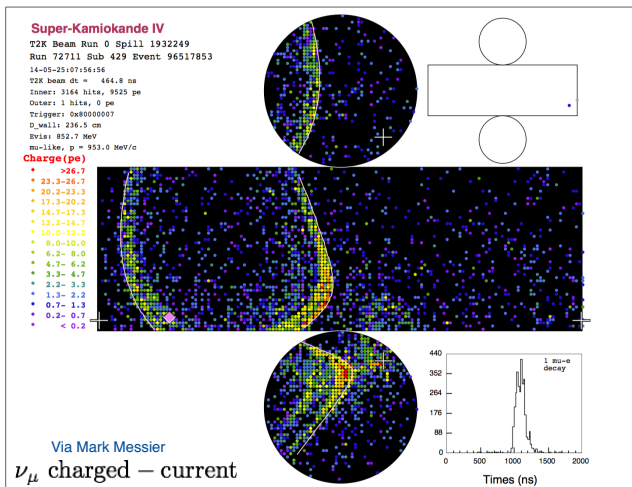 Super-Kamiokande IV
T2K Beam Run 0 Spill 1932249
Run 72711 Sub 429 Event 96517853
14-05-25:07:56:56
T2K beam dt = 464.8 ns
Inner: 3164 hits, 9525 pe
Outer: 1 hits, 0 pe
Trigger: 0x80000007
D_wall: 236.5 cm
Evis: 852.7 MeV
mu-like, p = 953.0 MeV/c
Charge(pe)
>26.7
23.3-26.7
20.2-23.3
17.3-20.2
14.7-17.3
12.2-14.7
10.0-12.2
8.0-10.0
6.2- 8.0
4.7- 6.2
3.3- 4.7
2.2- 3.3
1.3- 2.2
0.7- 1.3
0.2- 0.7
< 0.2
440
352
264
176
88
0
1 mu-e
decay
0 500 1000 1500 2000
Times (ns)
Via Mark Messier
ν_μ charged − current